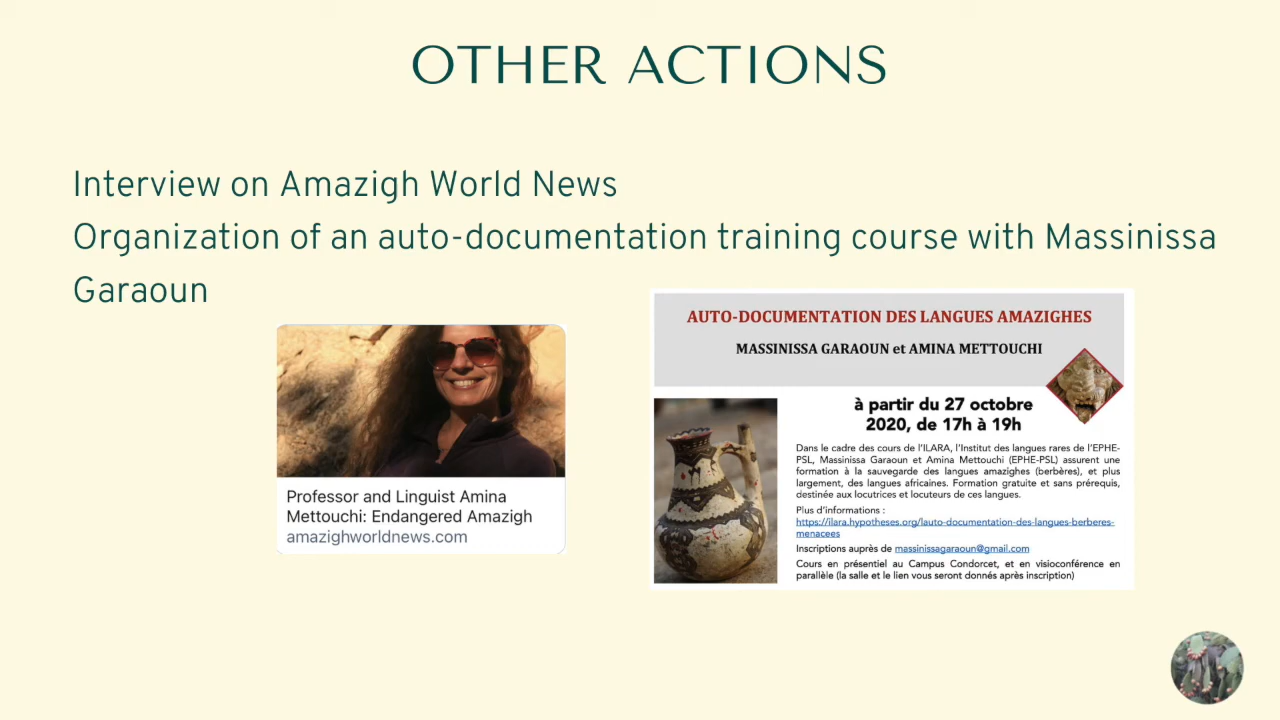 OTHER ACTIONS
Interview on Amazigh World News
Organization of an auto-documentation training course with Massinissa
Garaoun
Professor and Linguist Amina
Mettouchi: Endangered Amazigh
amazighworldnews.com
AUTO-DOCUMENTATION DES LANGUES AMAZIGHES
MASSINISSA GARAOUN et AMINA METTOUCHI
à partir du 27 octobre
2020, de 17h à 19h
Dans le cadre des cours de l'ILARA, l'Institut des langues rares de l'EPHE-
PSL, Massinissa Garaoun et Amina Mettouchi (EPHE-PSL) assurent une
formation à la sauvegarde des langues amazighes (berbères), et plus
largement, des langues africaines. Formation gratuite et sans prérequis,
destinée aux locutrices et locuteurs de ces langues.
Plus d'informations :
https://ilara.hypotheses.org/lauto-documentation-des-langues-berberes-
menacees
Inscriptions auprès de massinissagaraoun@gmail.com
Cours en présentiel au Campus Condorcet, et en visioconférence en
parallèle (la salle et le lien vous seront donnés après inscription)